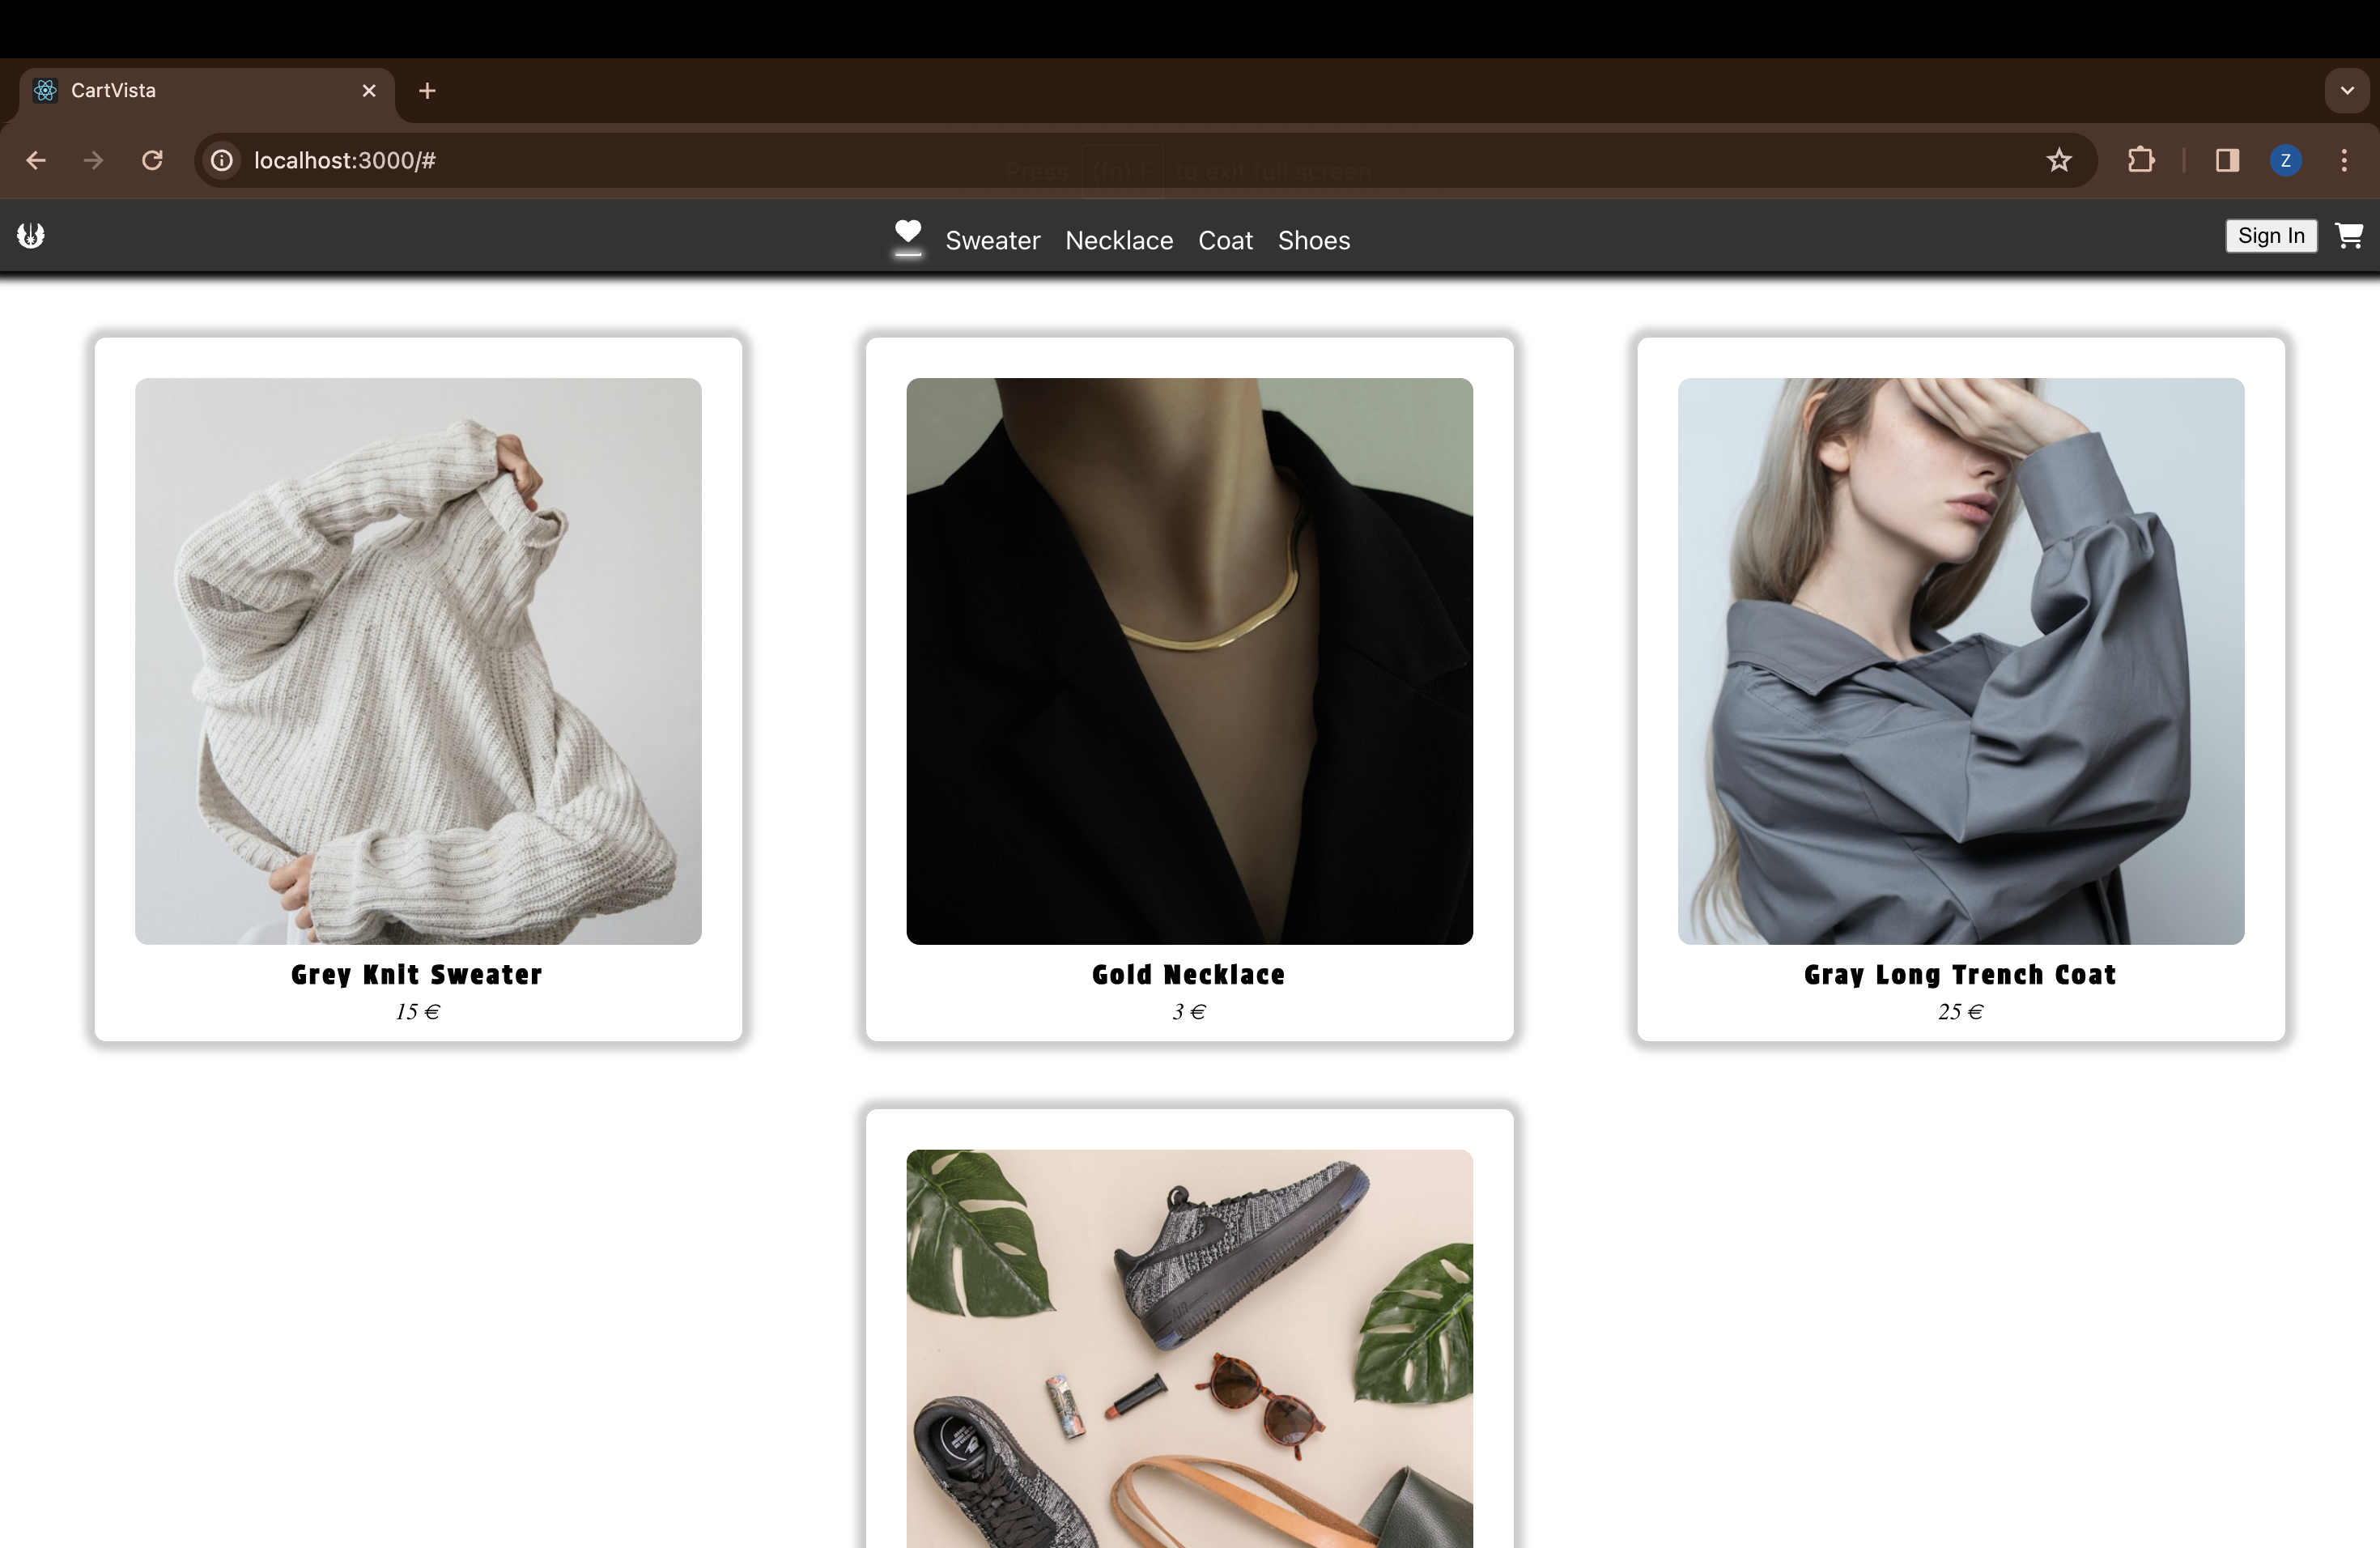 CartVista
localhost:3000/#
Press (fn) F to exit full screen
Z
Sweater Necklace Coat Shoes
Sign In
Grey Knit Sweater
15 €
Gold Necklace
3 €
Gray Long Trench Coat
25 €